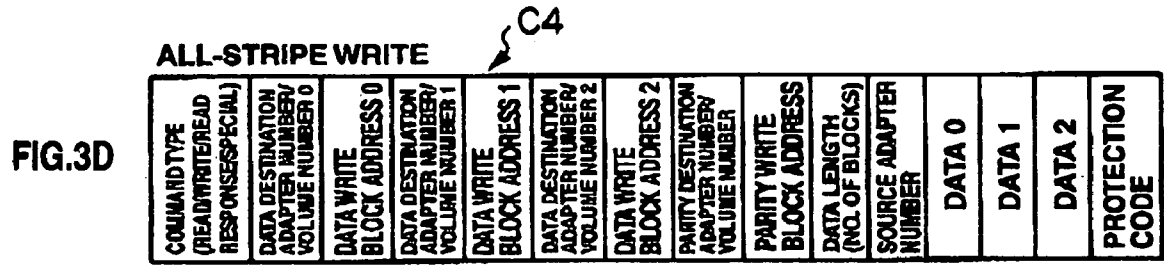 C4
ALL-STRIPE WRITE
FIG.3D
COMMAND TYPE
(READ/WRITE/READ
RESPONSE/SPECIAL)
DATA DESTINATION
ADAPTER NUMBER/
VOLUME NUMBER 0
DATA WRITE
BLOCK ADDRESS 0
DATA DESTINATION
ADAPTER NUMBER/
VOLUME NUMBER 1
DATA WRITE
BLOCK ADDRESS 1
DATA DESTINATION
ADAPTER NUMBER/
VOLUME NUMBER 2
DATA WRITE
BLOCK ADDRESS 2
PARITY DESTINATION
ADAPTER NUMBER/
VOLUME NUMBER
PARITY WRITE
BLOCK ADDRESS
DATA LENGTH
(NO. OF BLOCKS)
SOURCE ADAPTER
NUMBER
DATA 0
DATA 1
DATA 2
PROTECTION
CODE